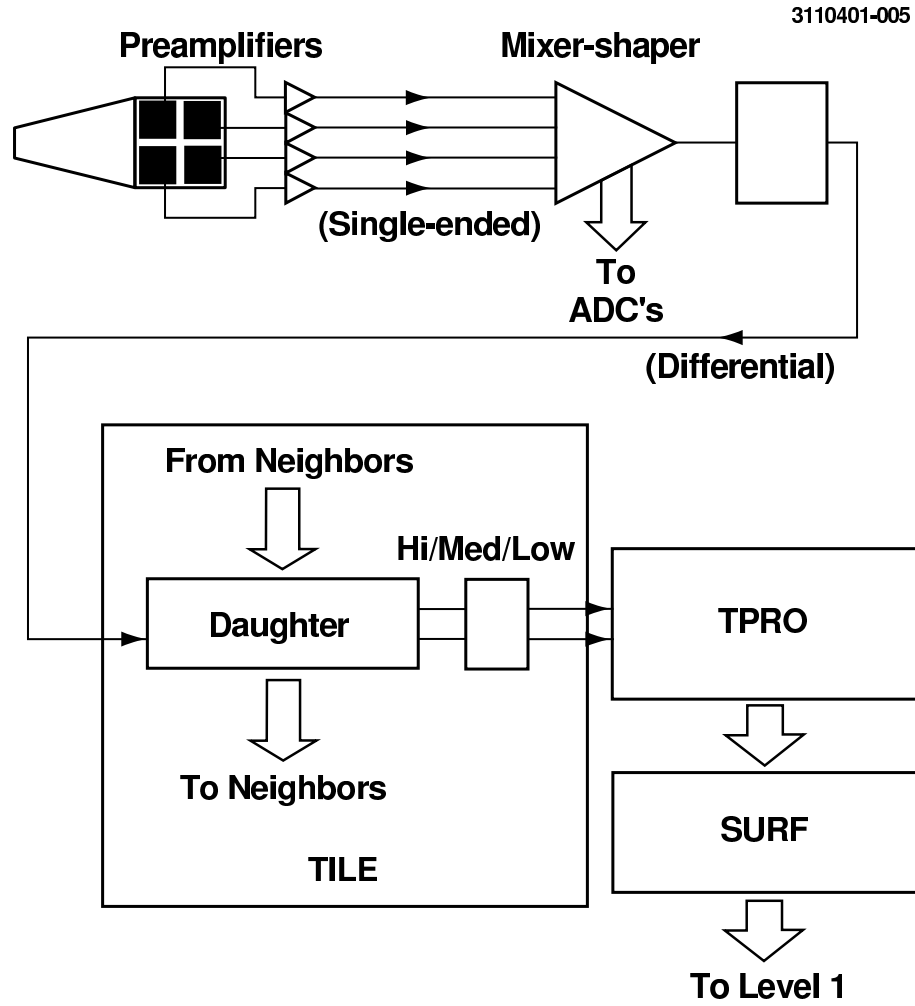 3110401-005
Preamplifiers
Mixer-shaper
(Single-ended)
To
ADC's
(Differential)
From Neighbors
Hi/Med/Low
Daughter
TPRO
To Neighbors
SURF
TILE
To Level 1